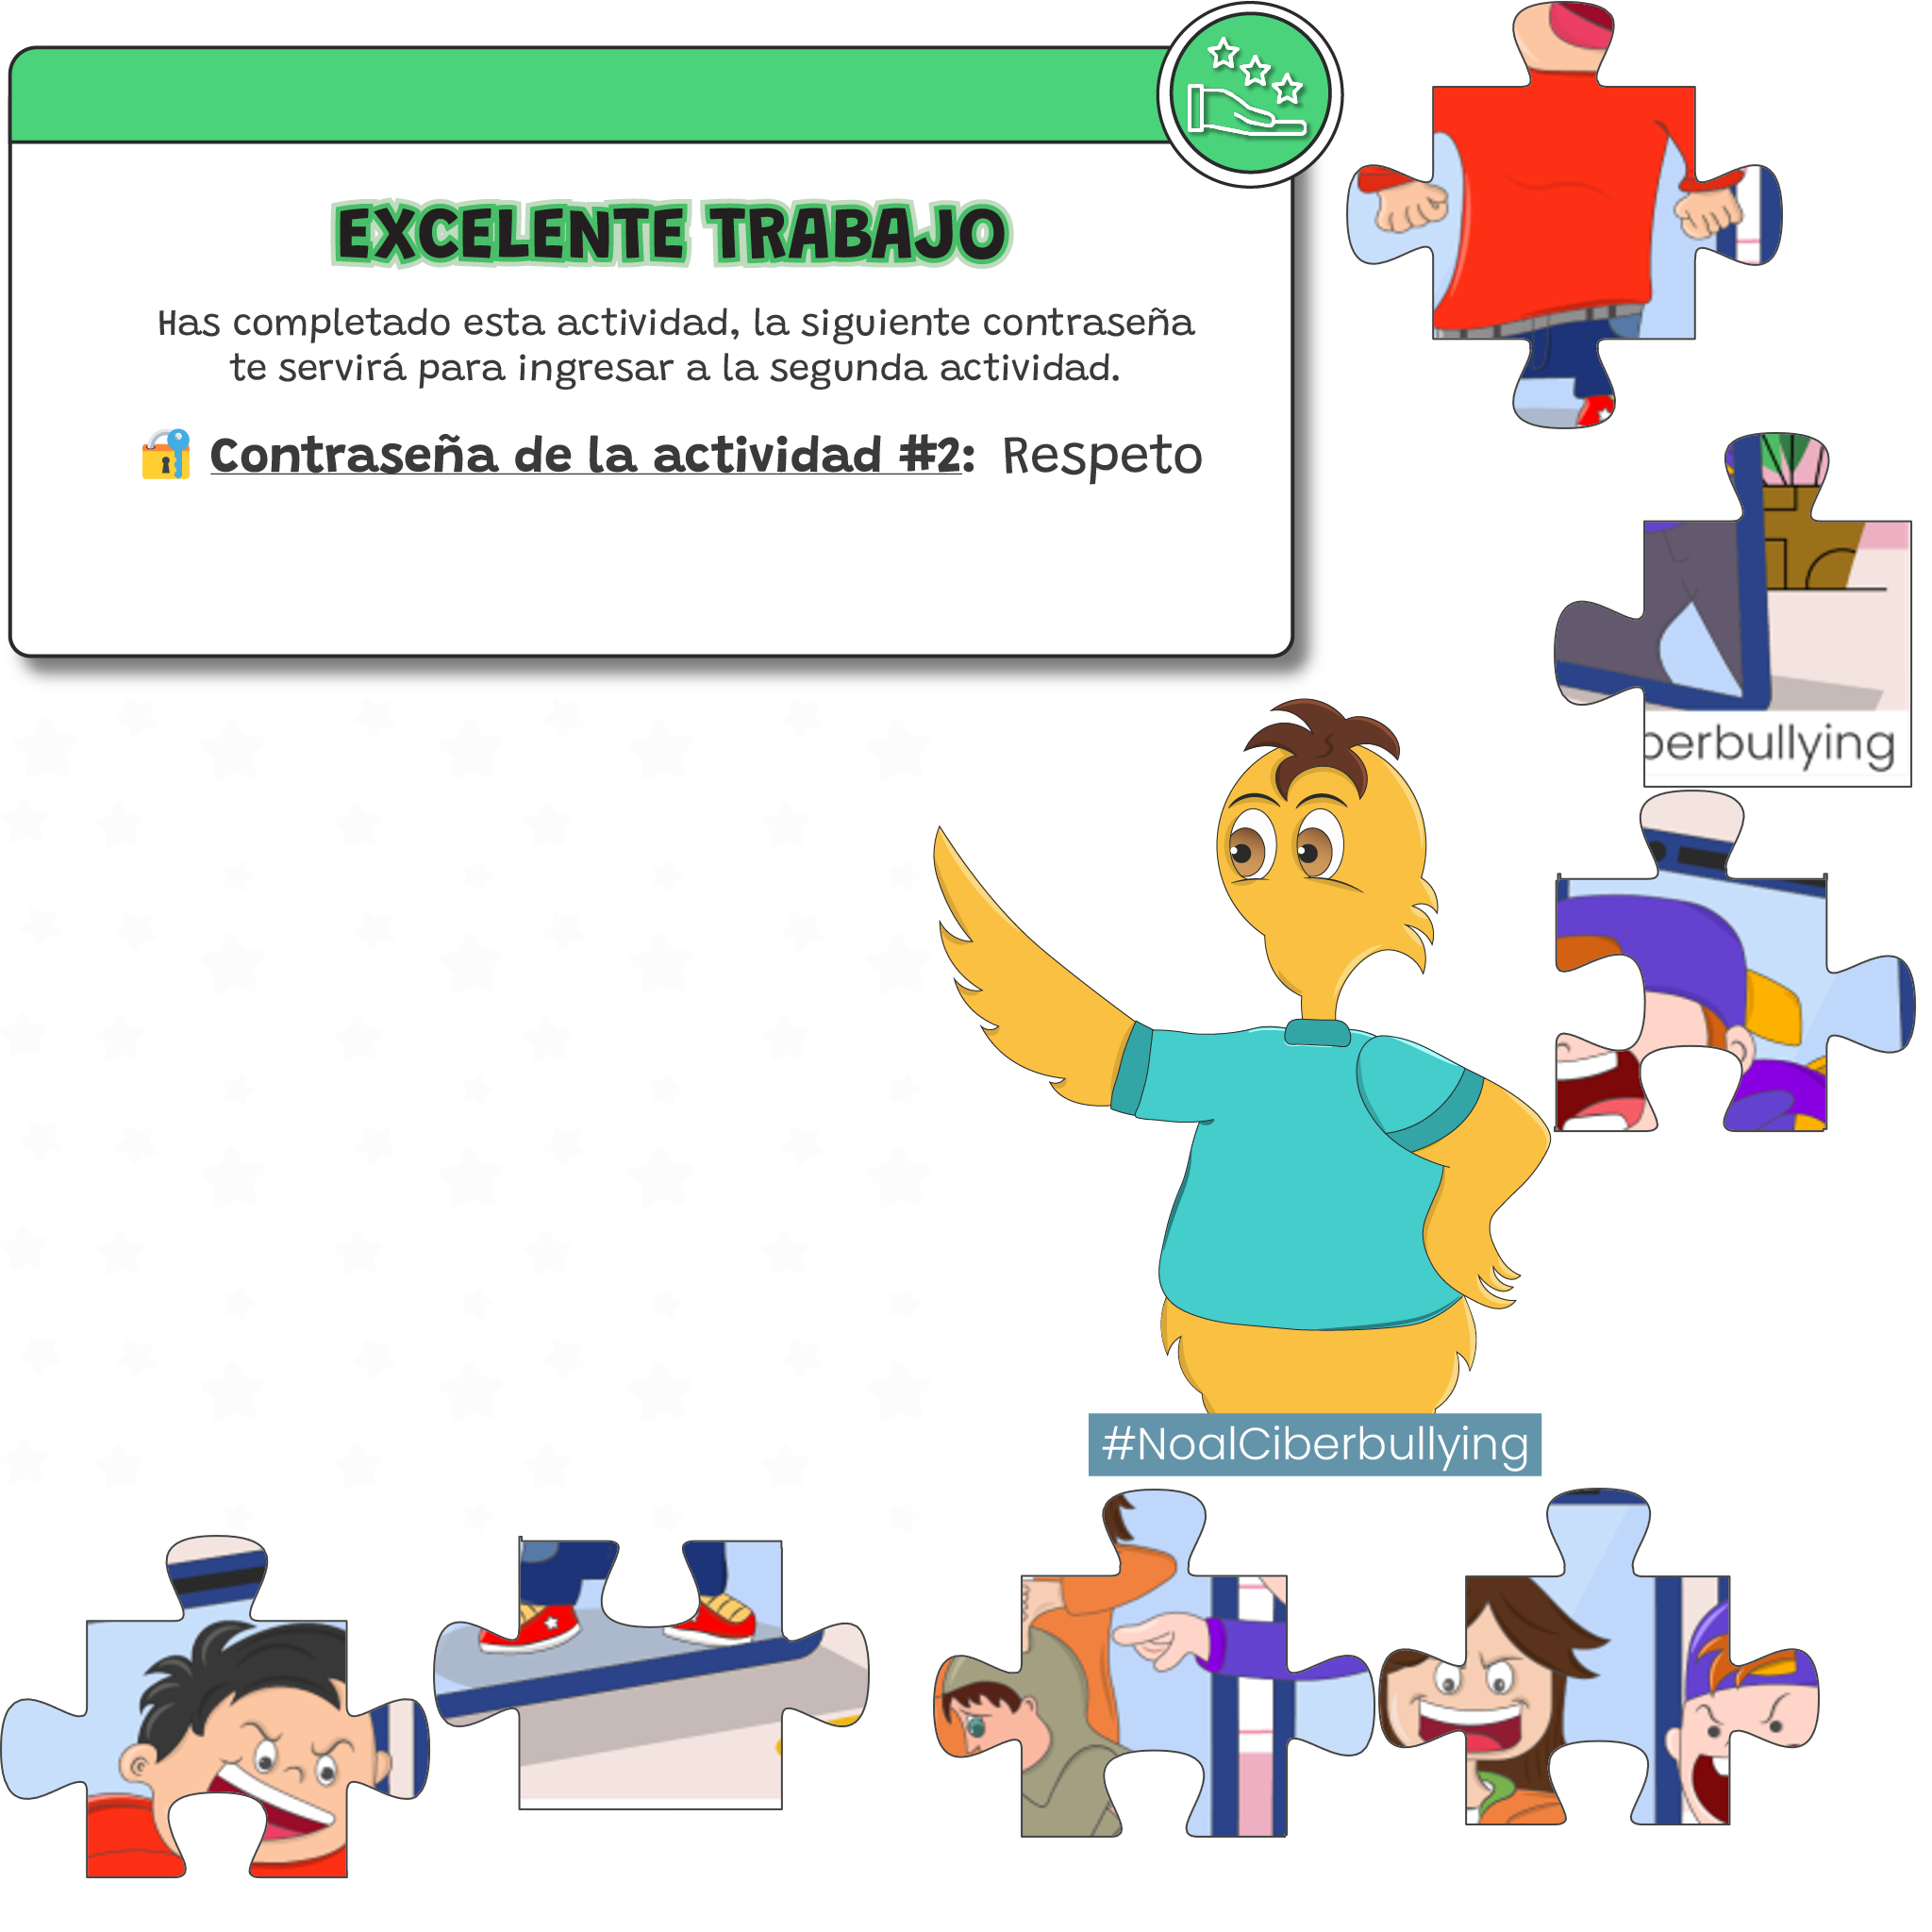 EXCELENTE TRABAJO
Has completado esta actividad, la siguiente contraseña
te servirá para ingresar a la segunda actividad.
🔐 Contraseña de la actividad #2: Respeto
berbullying
#NoalCiberbullying